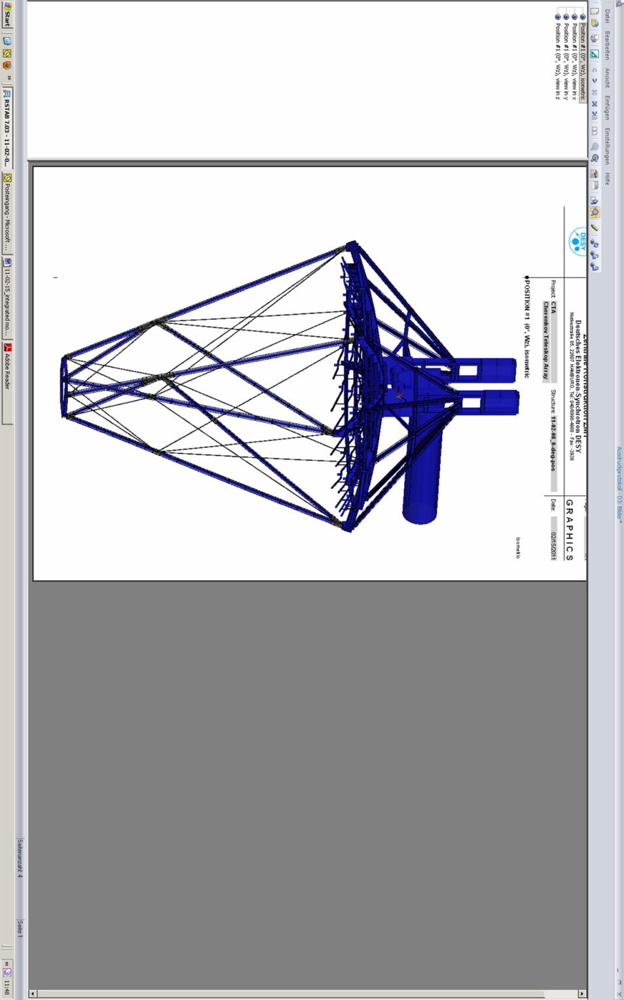 Ausdruckprotokoll - D3: Bilder*
Datei Bearbeiten Ansicht Einfügen Einstellungen Hilfe
Position #1 (0°, Wz), isometric
Position #1 (0°, Wz), view in x
Position #1 (0°, Wz), view in y
Position #1 (0°, Wz), view in z
DESY
Deutsches Elektronen-Synchrotron DESY
Notkestraße 85, 22607 HAMBURG, Tel: 040/8998-4688 - Fax: -3939
GRAPHICS
Project: CTA Structure: 11-02-08_0-deg-pos Date: 02/15/2011
Cherenkov Teleskop Array
POSITION #1 (0°, Wz), isometric
Isometric
Seitenanzahl: 4 Seite 1
Start » RSTAB 7.03 - 11-02-0... Posteingang - Microsoft ... 11-02-15_integrated mo... Adobe Reader « 11:48